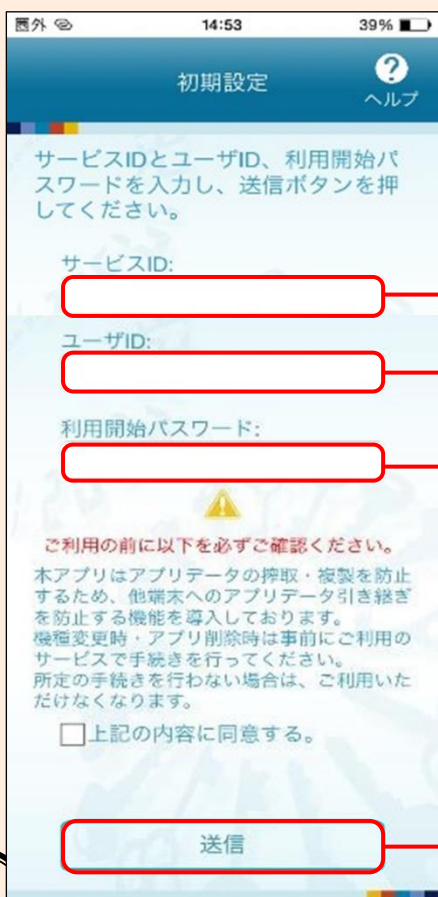 圏外 14:53 39%
初期設定
?
ヘルプ
サービスIDとユーザID、利用開始パ
スワードを入力し、送信ボタンを押
してください。
サービスID:
ユーザID:
利用開始パスワード:
ご利用の前に以下を必ずご確認ください。
本アプリはアプリデータの搾取・複製を防止
するため、他端末へのアプリデータ引き継ぎ
を防止する機能を導入しております。
機種変更時・アプリ削除時は事前にご利用の
サービスで手続きを行ってください。
所定の手続きを行わない場合は、ご利用いた
だけなくなります。
上記の内容に同意する。
送信